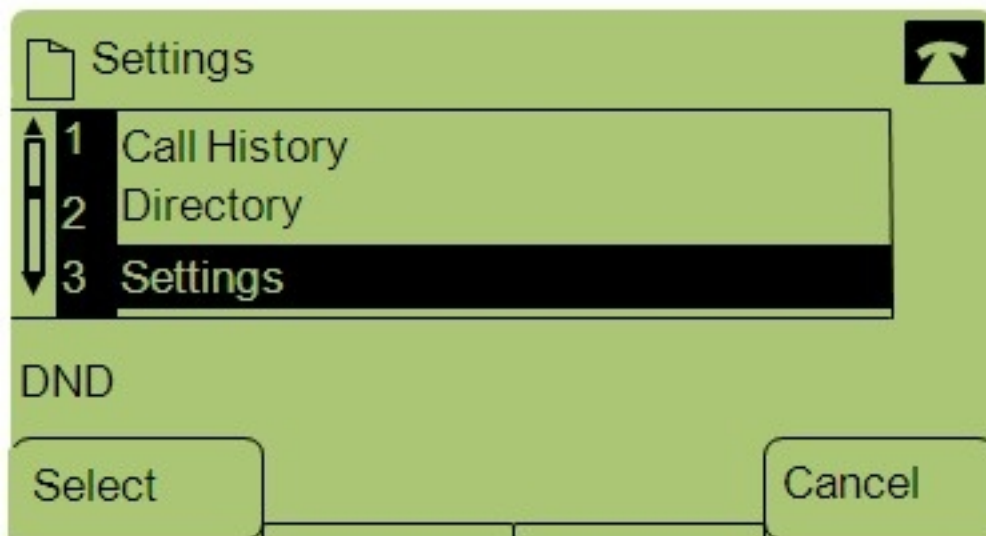 Settings
1 Call History
2 Directory
3 Settings
DND
Select Cancel